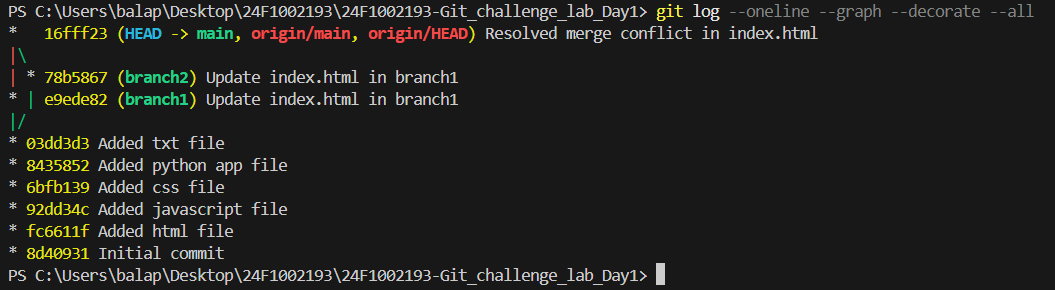 PS C:\Users\balap\Desktop\24F1002193\24F1002193-Git_challenge_lab_Day1> git log --oneline --graph --decorate --all
*   16fff23 (HEAD -> main, origin/main, origin/HEAD) Resolved merge conflict in index.html
|\
| * 78b5867 (branch2) Update index.html in branch1
* | e9ede82 (branch1) Update index.html in branch1
|/
* 03dd3d3 Added txt file
* 8435852 Added python app file
* 6bfb139 Added css file
* 92dd34c Added javascript file
* fc6611f Added html file
* 8d40931 Initial commit
PS C:\Users\balap\Desktop\24F1002193\24F1002193-Git_challenge_lab_Day1>